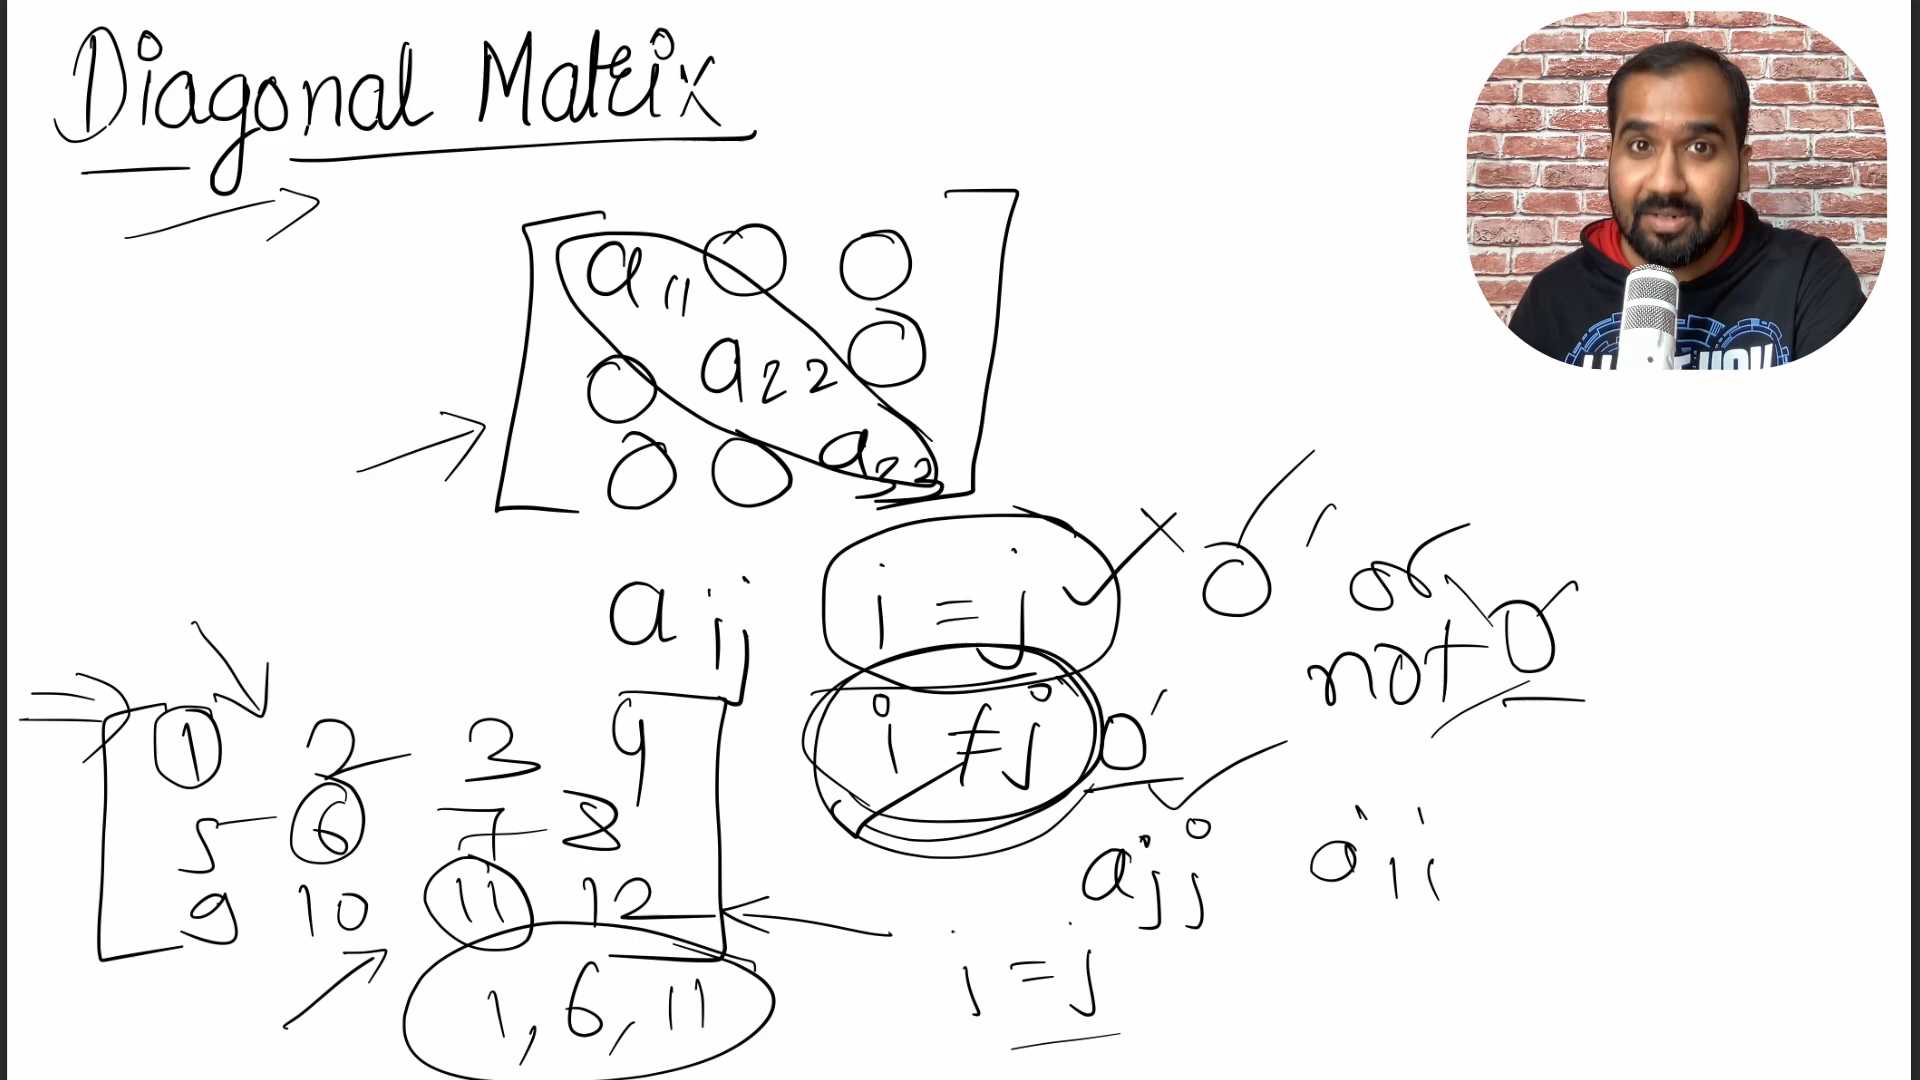 Diagonal Matrix
a11 0 0
0 a22 0
0 0 a33
aij i = j 0 or not 0
i ≠ j 0
1 2 3 4
5 6 7 8
9 10 11 12
ajj aii
i = j
1, 6, 11